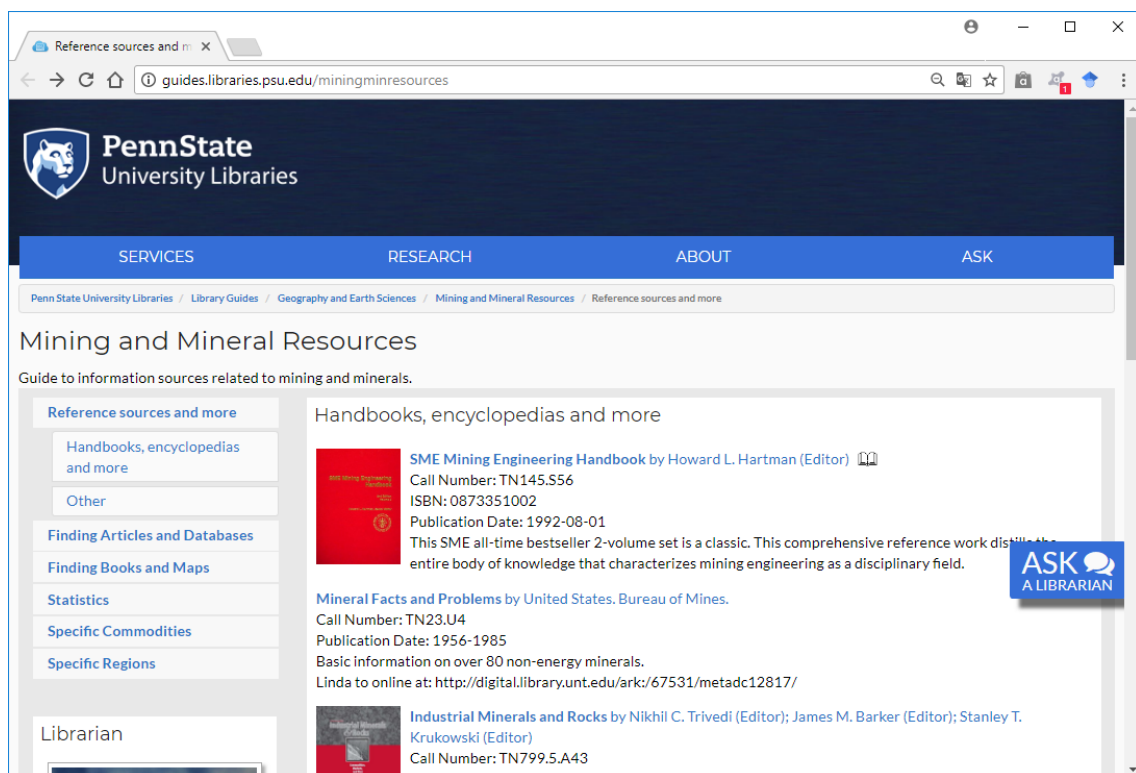 Reference sources and m
guides.libraries.psu.edu/miningminresources
1
PennState
University Libraries
SERVICES
RESEARCH
ABOUT
ASK
Penn State University Libraries / Library Guides / Geography and Earth Sciences / Mining and Mineral Resources / Reference sources and more
Mining and Mineral Resources
Guide to information sources related to mining and minerals.
Reference sources and more
Handbooks, encyclopedias
and more
Other
Finding Articles and Databases
Finding Books and Maps
Statistics
Specific Commodities
Specific Regions
Librarian
Handbooks, encyclopedias and more
SME Mining Engineering Handbook by Howard L. Hartman (Editor)
Call Number: TN145.S56
ISBN: 0873351002
Publication Date: 1992-08-01
This SME all-time bestseller 2-volume set is a classic. This comprehensive reference work distills the
entire body of knowledge that characterizes mining engineering as a disciplinary field.
ASK
A LIBRARIAN
Mineral Facts and Problems by United States. Bureau of Mines.
Call Number: TN23.U4
Publication Date: 1956-1985
Basic information on over 80 non-energy minerals.
Linda to online at: http://digital.library.unt.edu/ark:/67531/metadc12817/
Industrial Minerals and Rocks by Nikhil C. Trivedi (Editor); James M. Barker (Editor); Stanley T.
Krukowski (Editor)
Call Number: TN799.5.A43